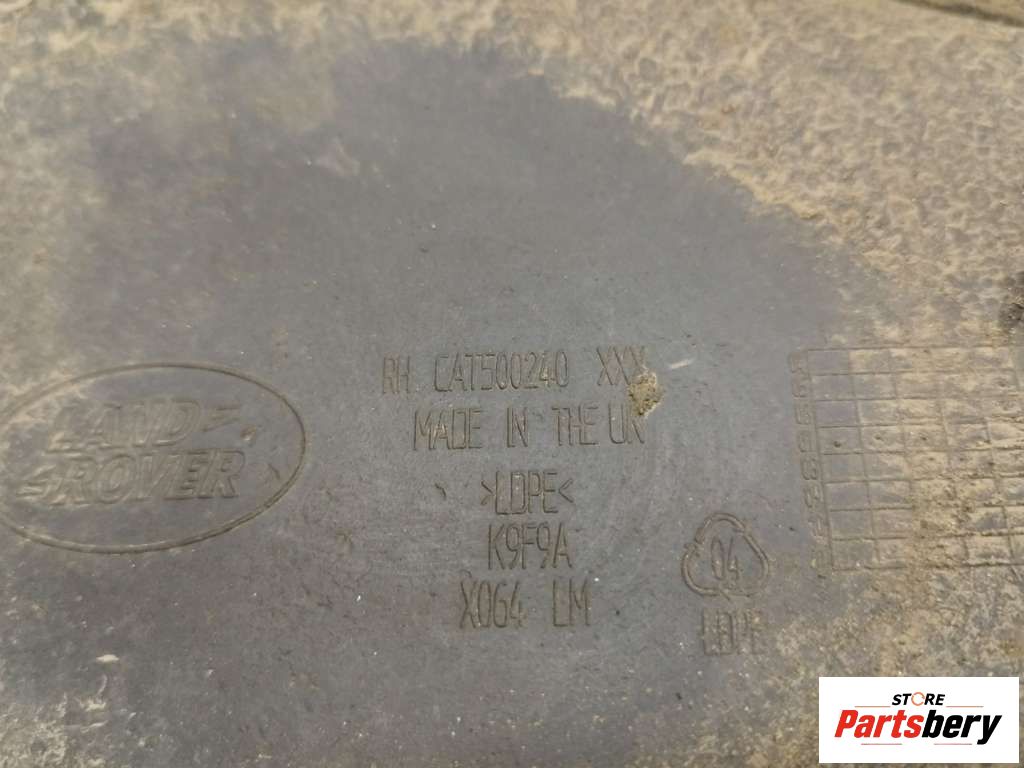 RH CAT500240 XXX
MADE IN THE UK
LAND
ROVER
>LDPE<
K9F9A
X064 LM
04
LDPE
STORE
Partsbery